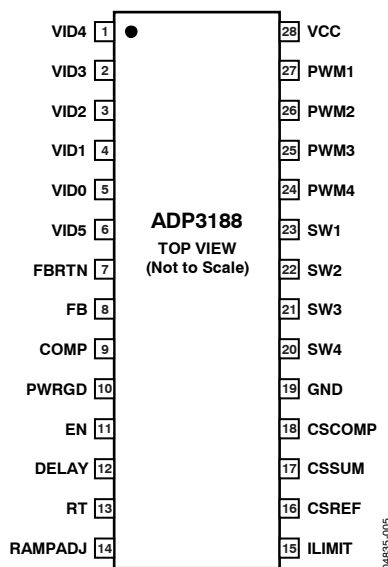 VID4 1 28 VCC
VID3 2 27 PWM1
VID2 3 26 PWM2
VID1 4 25 PWM3
VID0 5 24 PWM4
ADP3188
VID5 6 23 SW1
TOP VIEW
(Not to Scale)
FBRTN 7 22 SW2
FB 8 21 SW3
COMP 9 20 SW4
PWRGD 10 19 GND
EN 11 18 CSCOMP
DELAY 12 17 CSSUM
RT 13 16 CSREF
RAMPADJ 14 15 ILIMIT
04835-005